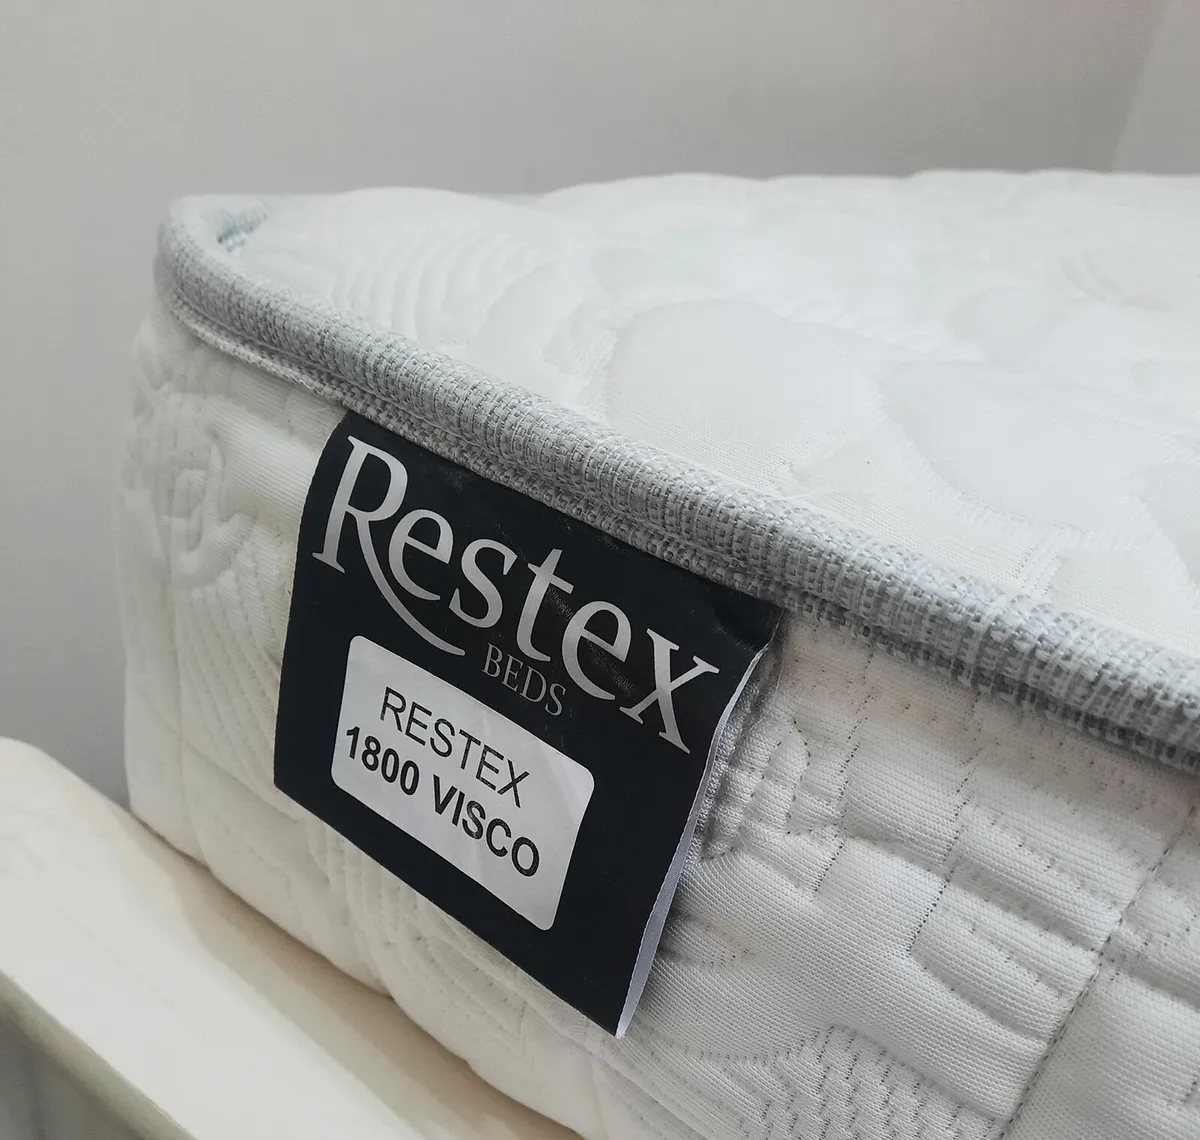 Restex
BEDS
RESTEX
1800 VISCO